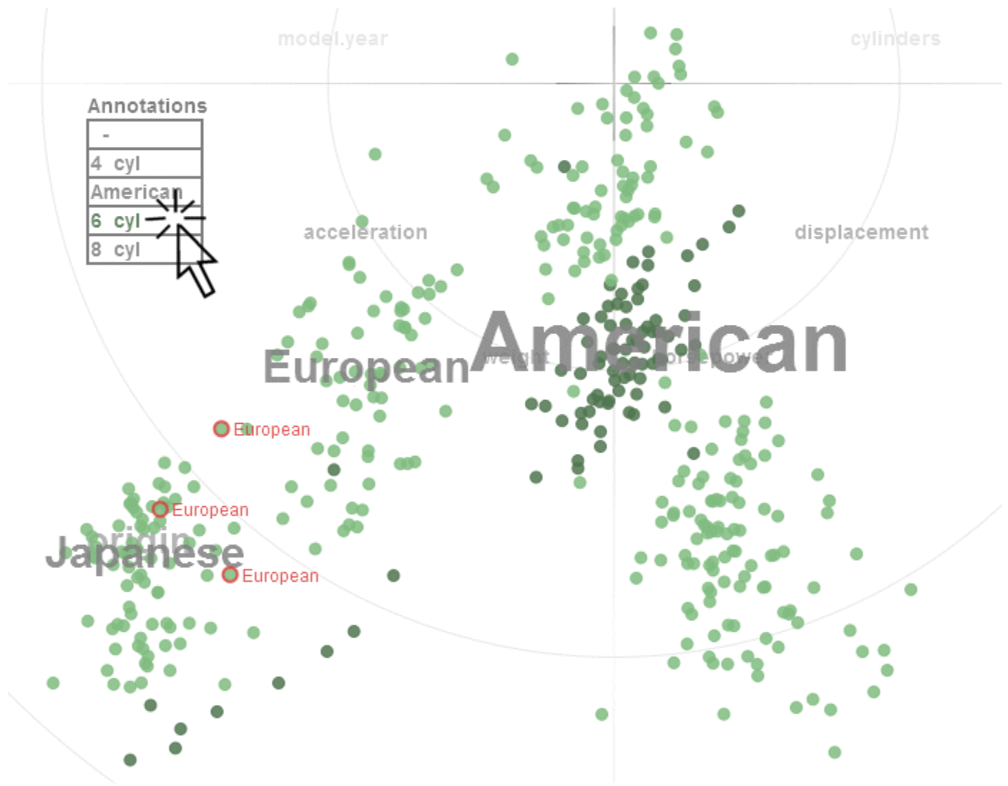 model.year
cylinders
Annotations
-
4 cyl
American
6 cyl
8 cyl
acceleration
displacement
American
European
weight
horsepower
European
European
origin
Japanese
European